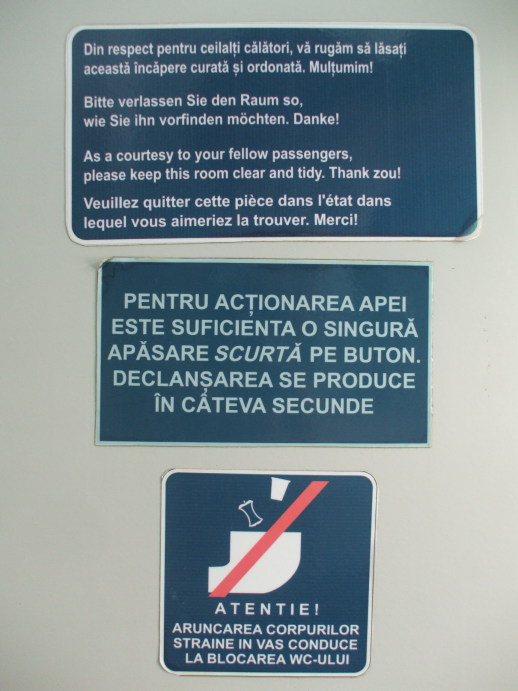 Din respect pentru ceilalți călători, vă rugăm să lăsați
această încăpere curată și ordonată. Mulțumim!
Bitte verlassen Sie den Raum so,
wie Sie ihn vorfinden möchten. Danke!
As a courtesy to your fellow passengers,
please keep this room clear and tidy. Thank zou!
Veuillez quitter cette pièce dans l'état dans
lequel vous aimeriez la trouver. Merci!
PENTRU ACȚIONAREA APEI
ESTE SUFICIENTA O SINGURĂ
APĂSARE SCURTĂ PE BUTON.
DECLANȘAREA SE PRODUCE
ÎN CÂTEVA SECUNDE
ATENTIE!
ARUNCAREA CORPURILOR
STRAINE IN VAS CONDUCE
LA BLOCAREA WC-ULUI